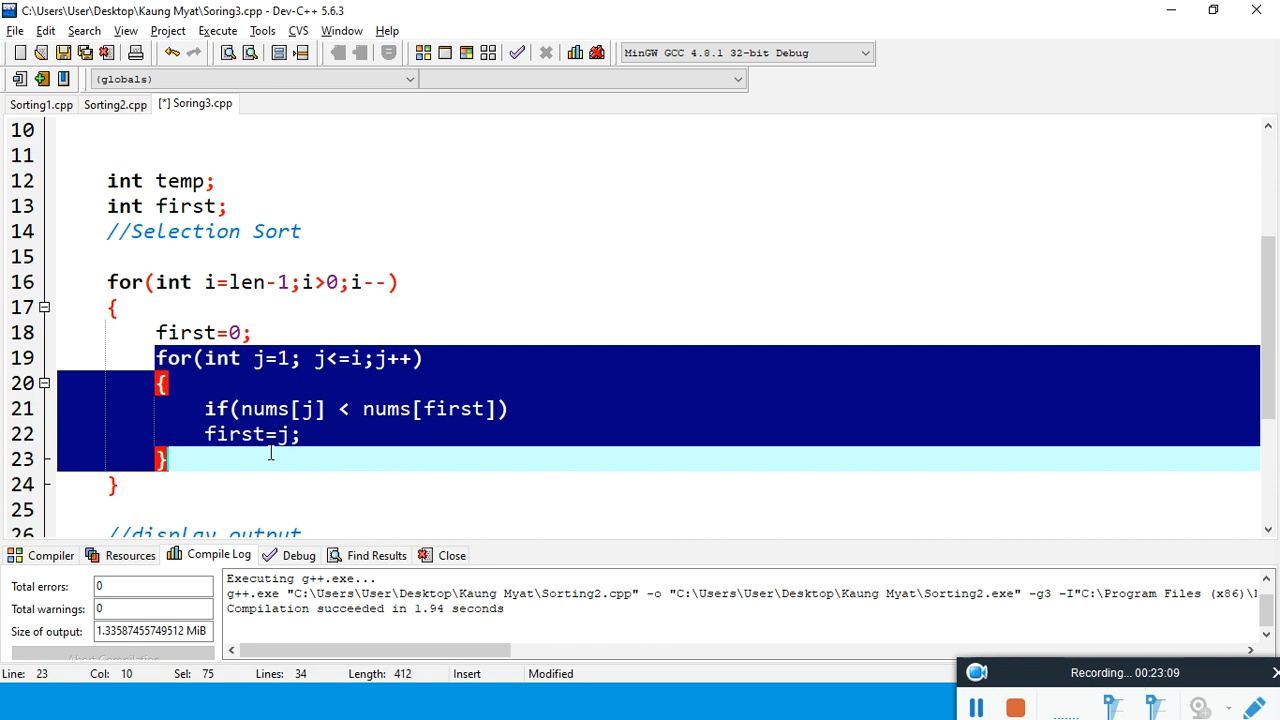 C:\Users\User\Desktop\Kaung Myat\Soring3.cpp - Dev-C++ 5.6.3
File Edit Search View Project Execute Tools CVS Window Help
MinGW GCC 4.8.1 32-bit Debug
(globals)
Sorting1.cpp Sorting2.cpp [*] Soring3.cpp
10
11
12 int temp;
13 int first;
14 //Selection Sort
15
16 for(int i=len-1;i>0;i--)
17 {
18 first=0;
19 for(int j=1; j<=i;j++)
20 {
21 if(nums[j] < nums[first])
22 first=j;
23 }
24 }
25
26 //display output
Compiler Resources Compile Log Debug Find Results Close
Total errors: 0
Total warnings: 0
Size of output: 1.33587455749512 MiB
Abort Compilation
Executing g++.exe...
g++.exe "C:\Users\User\Desktop\Kaung Myat\Sorting2.cpp" -o "C:\Users\User\Desktop\Kaung Myat\Sorting2.exe" -g3 -I"C:\Program Files (x86)\
Compilation succeeded in 1.94 seconds
Line: 23 Col: 10 Sel: 75 Lines: 34 Length: 412 Insert Modified
Recording... 00:23:09